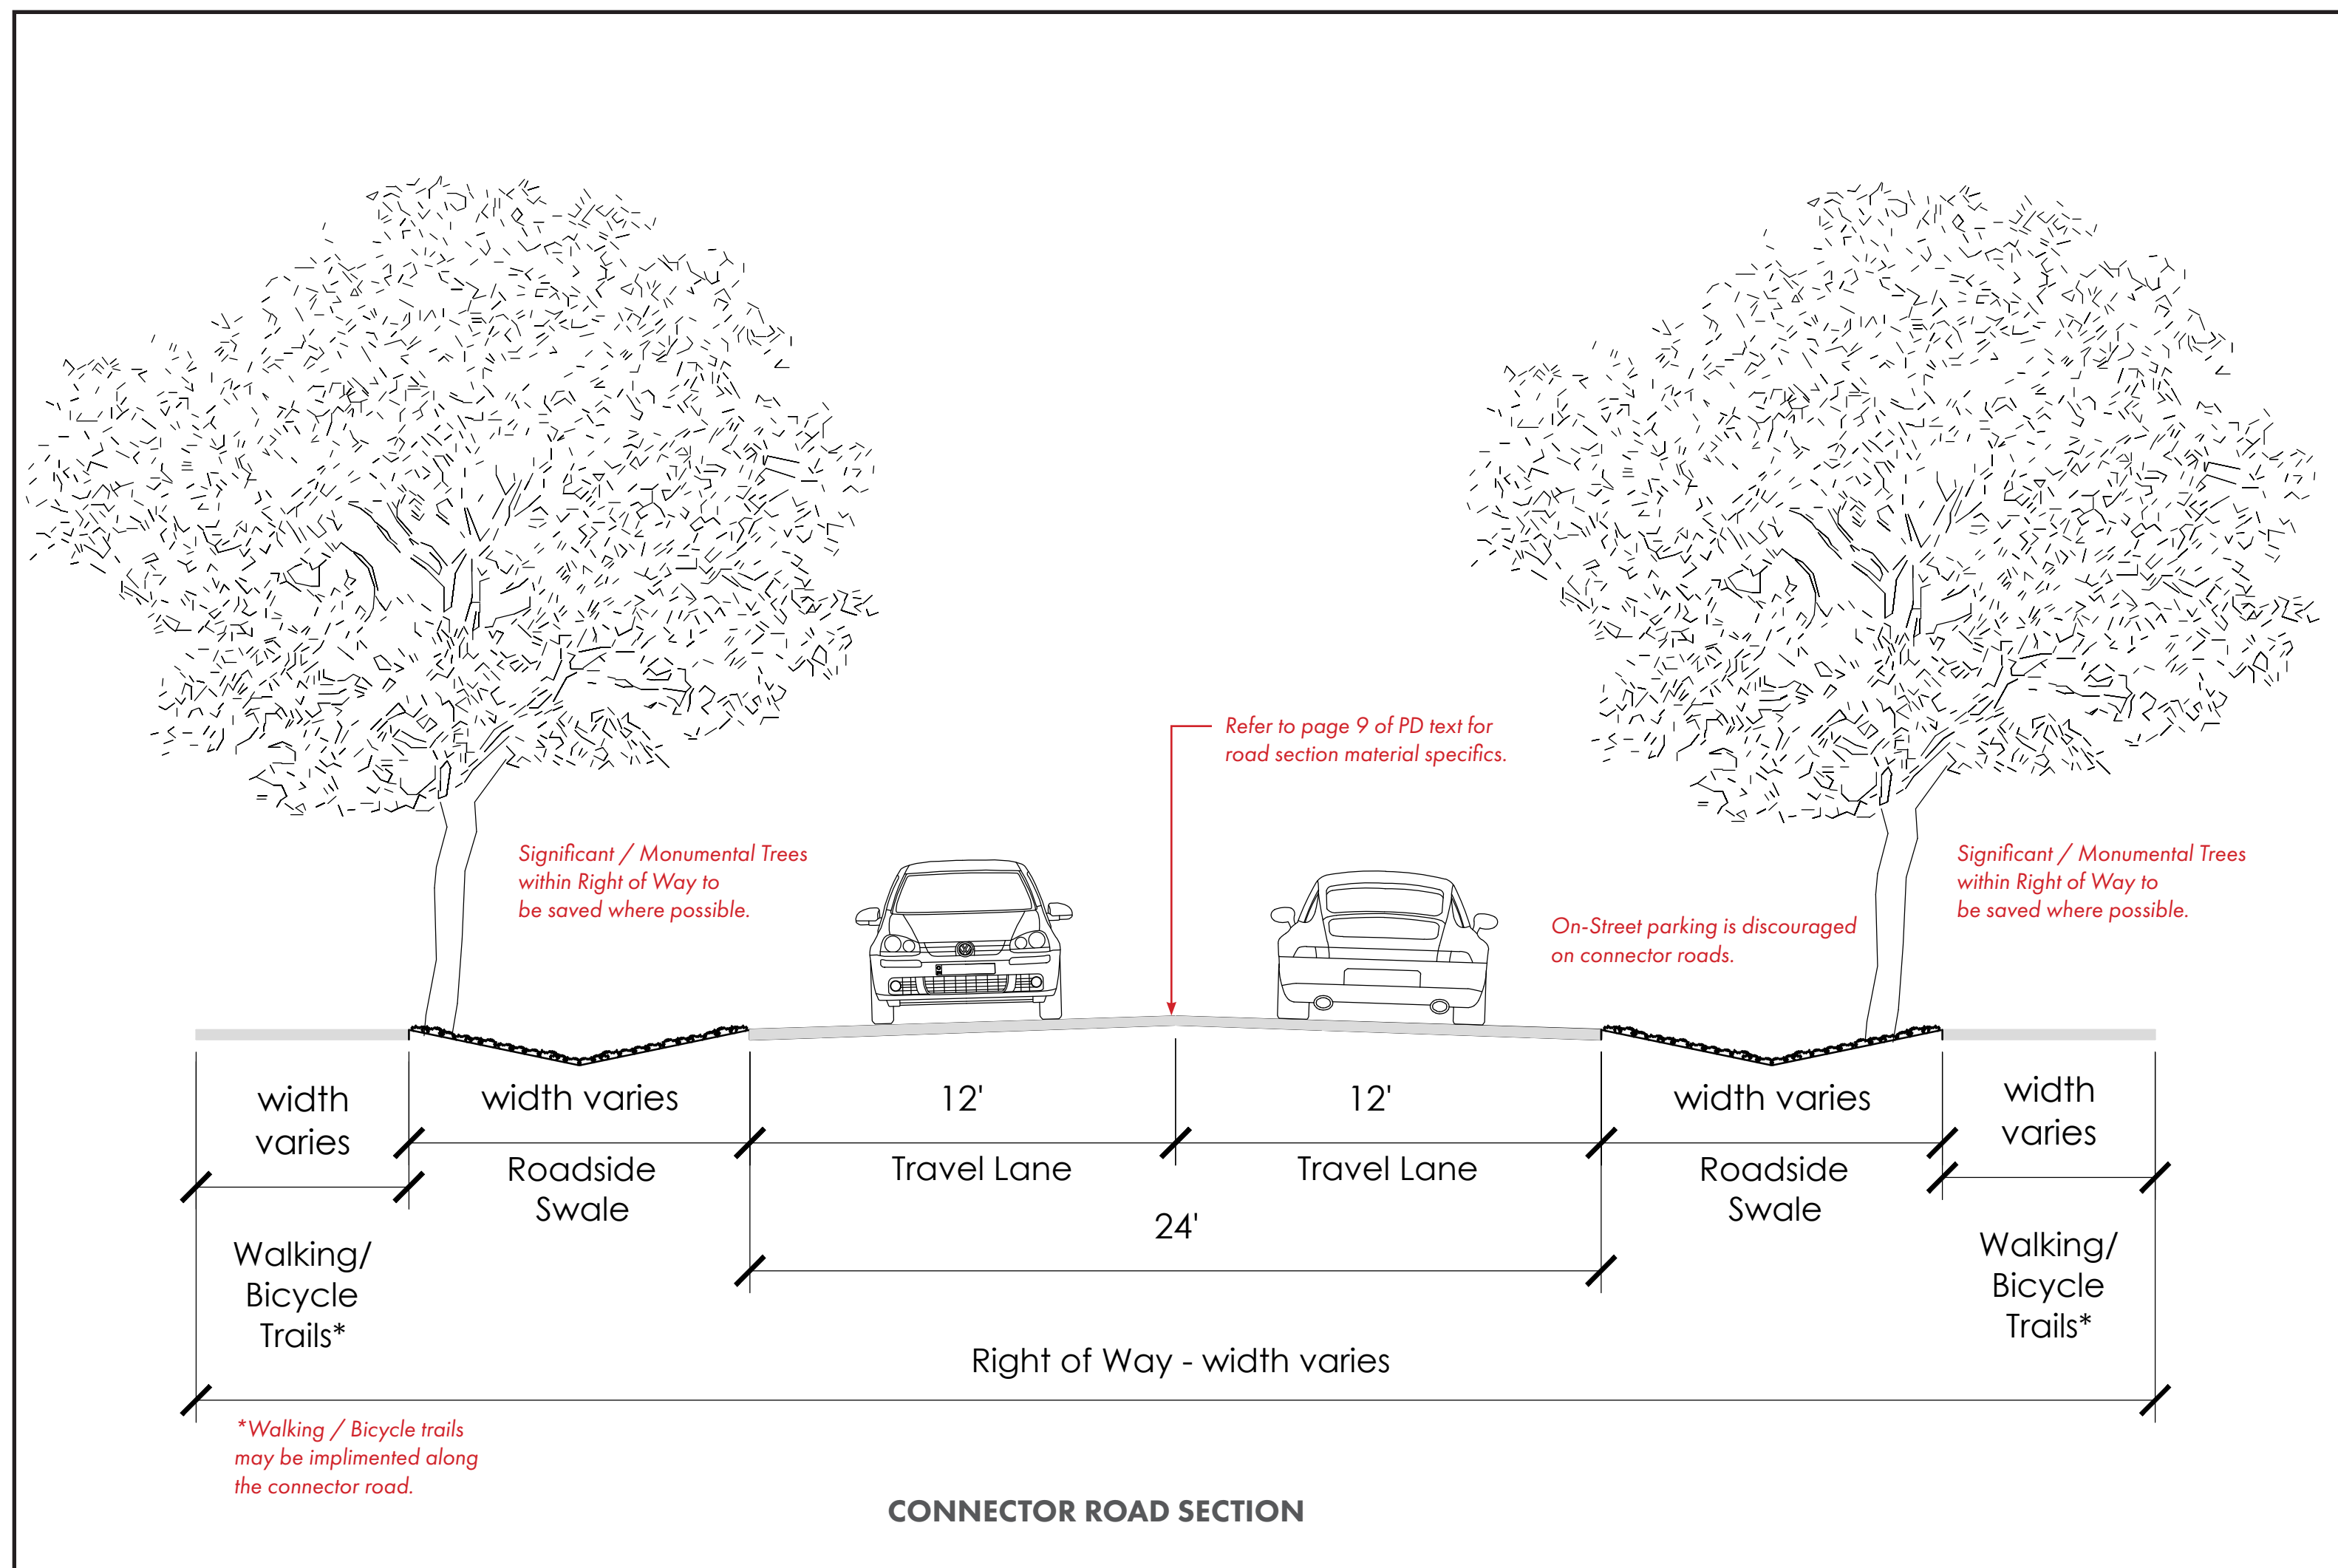 Refer to page 9 of PD text for
road section material specifics.
Significant / Monumental Trees
within Right of Way to
be saved where possible.
On-Street parking is discouraged
on connector roads.
Significant / Monumental Trees
within Right of Way to
be saved where possible.
width
varies
width varies
12'
12'
width varies
width
varies
Roadside
Swale
Travel Lane
Travel Lane
Roadside
Swale
24'
Walking/
Bicycle
Trails*
Walking/
Bicycle
Trails*
Right of Way - width varies
*Walking / Bicycle trails
may be implimented along
the connector road.
CONNECTOR ROAD SECTION